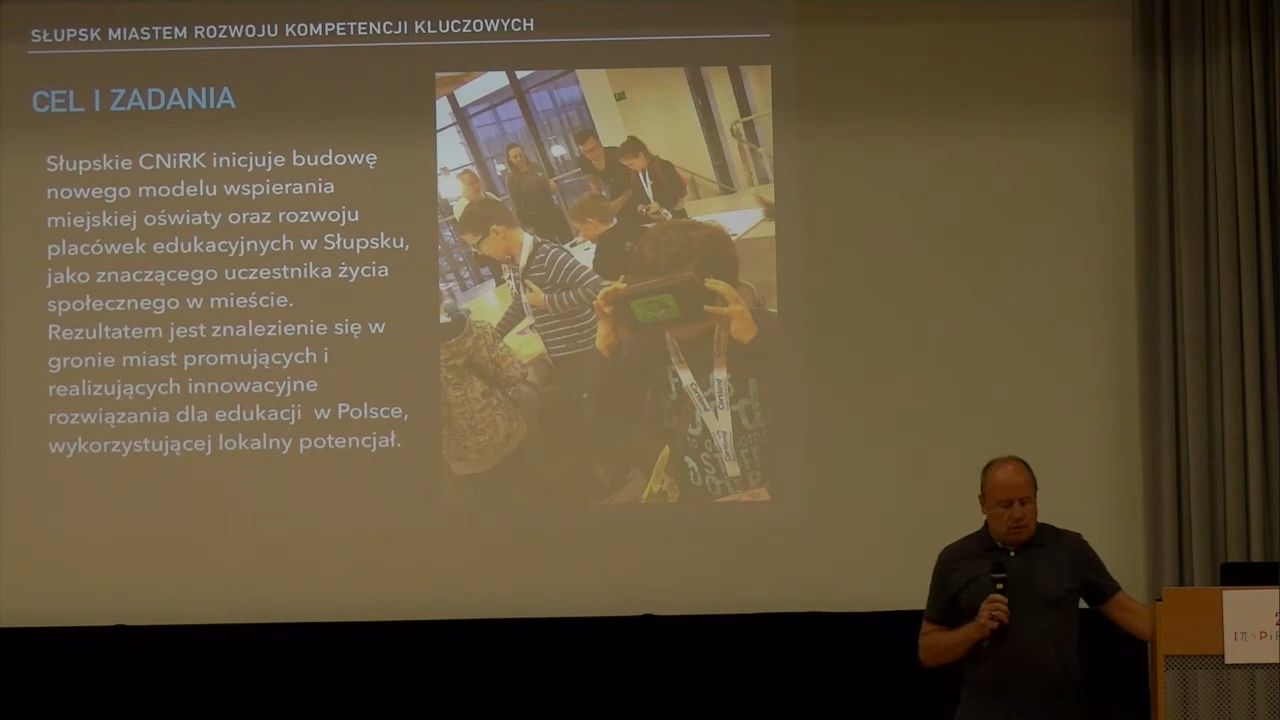 SŁUPSK MIASTEM ROZWOJU KOMPETENCJI KLUCZOWYCH
CEL I ZADANIA
Słupskie CNiRK inicjuje budowę
nowego modelu wspierania
miejskiej oświaty oraz rozwoju
placówek edukacyjnych w Słupsku,
jako znaczącego uczestnika życia
społecznego w mieście.
Rezultatem jest znalezienie się w
gronie miast promujących i
realizujących innowacyjne
rozwiązania dla edukacji w Polsce,
wykorzystującej lokalny potencjał.